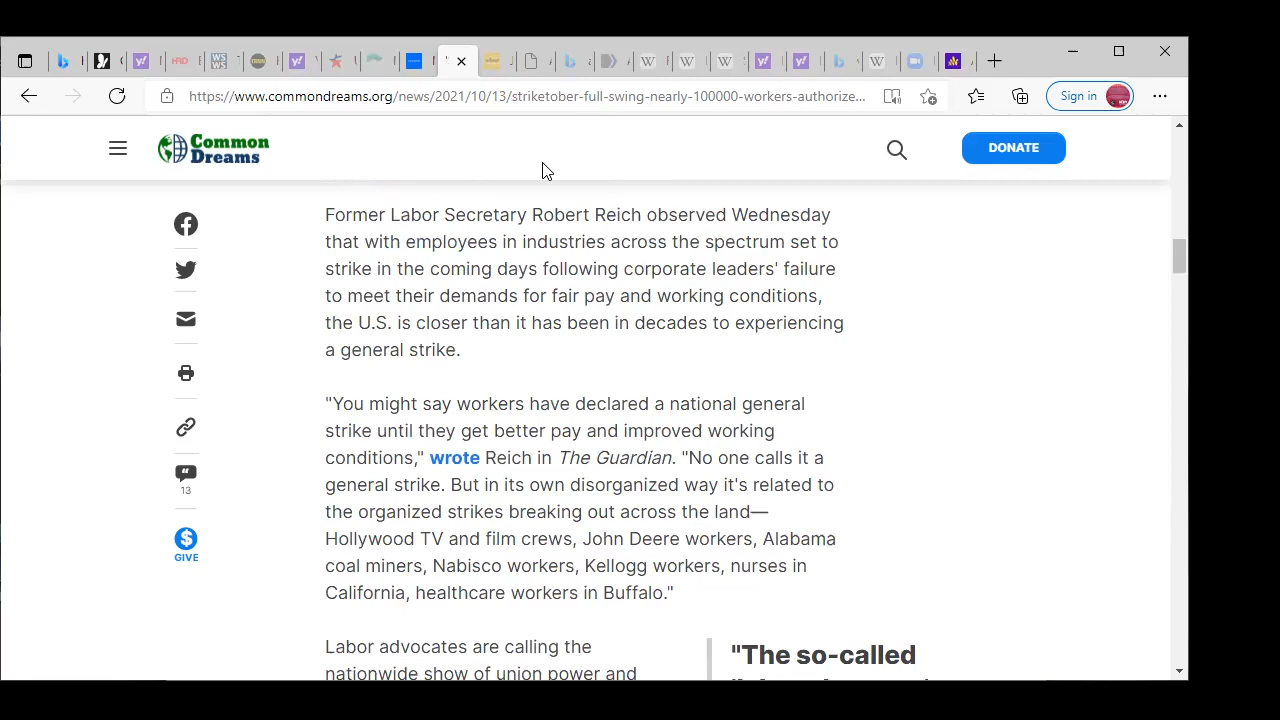 HRD
WS
WS
https://www.commondreams.org/news/2021/10/13/striketober-full-swing-nearly-100000-workers-authorize...
Sign in
Common
Dreams
DONATE
Former Labor Secretary Robert Reich observed Wednesday
that with employees in industries across the spectrum set to
strike in the coming days following corporate leaders' failure
to meet their demands for fair pay and working conditions,
the U.S. is closer than it has been in decades to experiencing
a general strike.
"You might say workers have declared a national general
strike until they get better pay and improved working
conditions," wrote Reich in The Guardian. "No one calls it a
general strike. But in its own disorganized way it's related to
the organized strikes breaking out across the land—
Hollywood TV and film crews, John Deere workers, Alabama
coal miners, Nabisco workers, Kellogg workers, nurses in
California, healthcare workers in Buffalo."
13
GIVE
Labor advocates are calling the
nationwide show of union power and
"The so-called